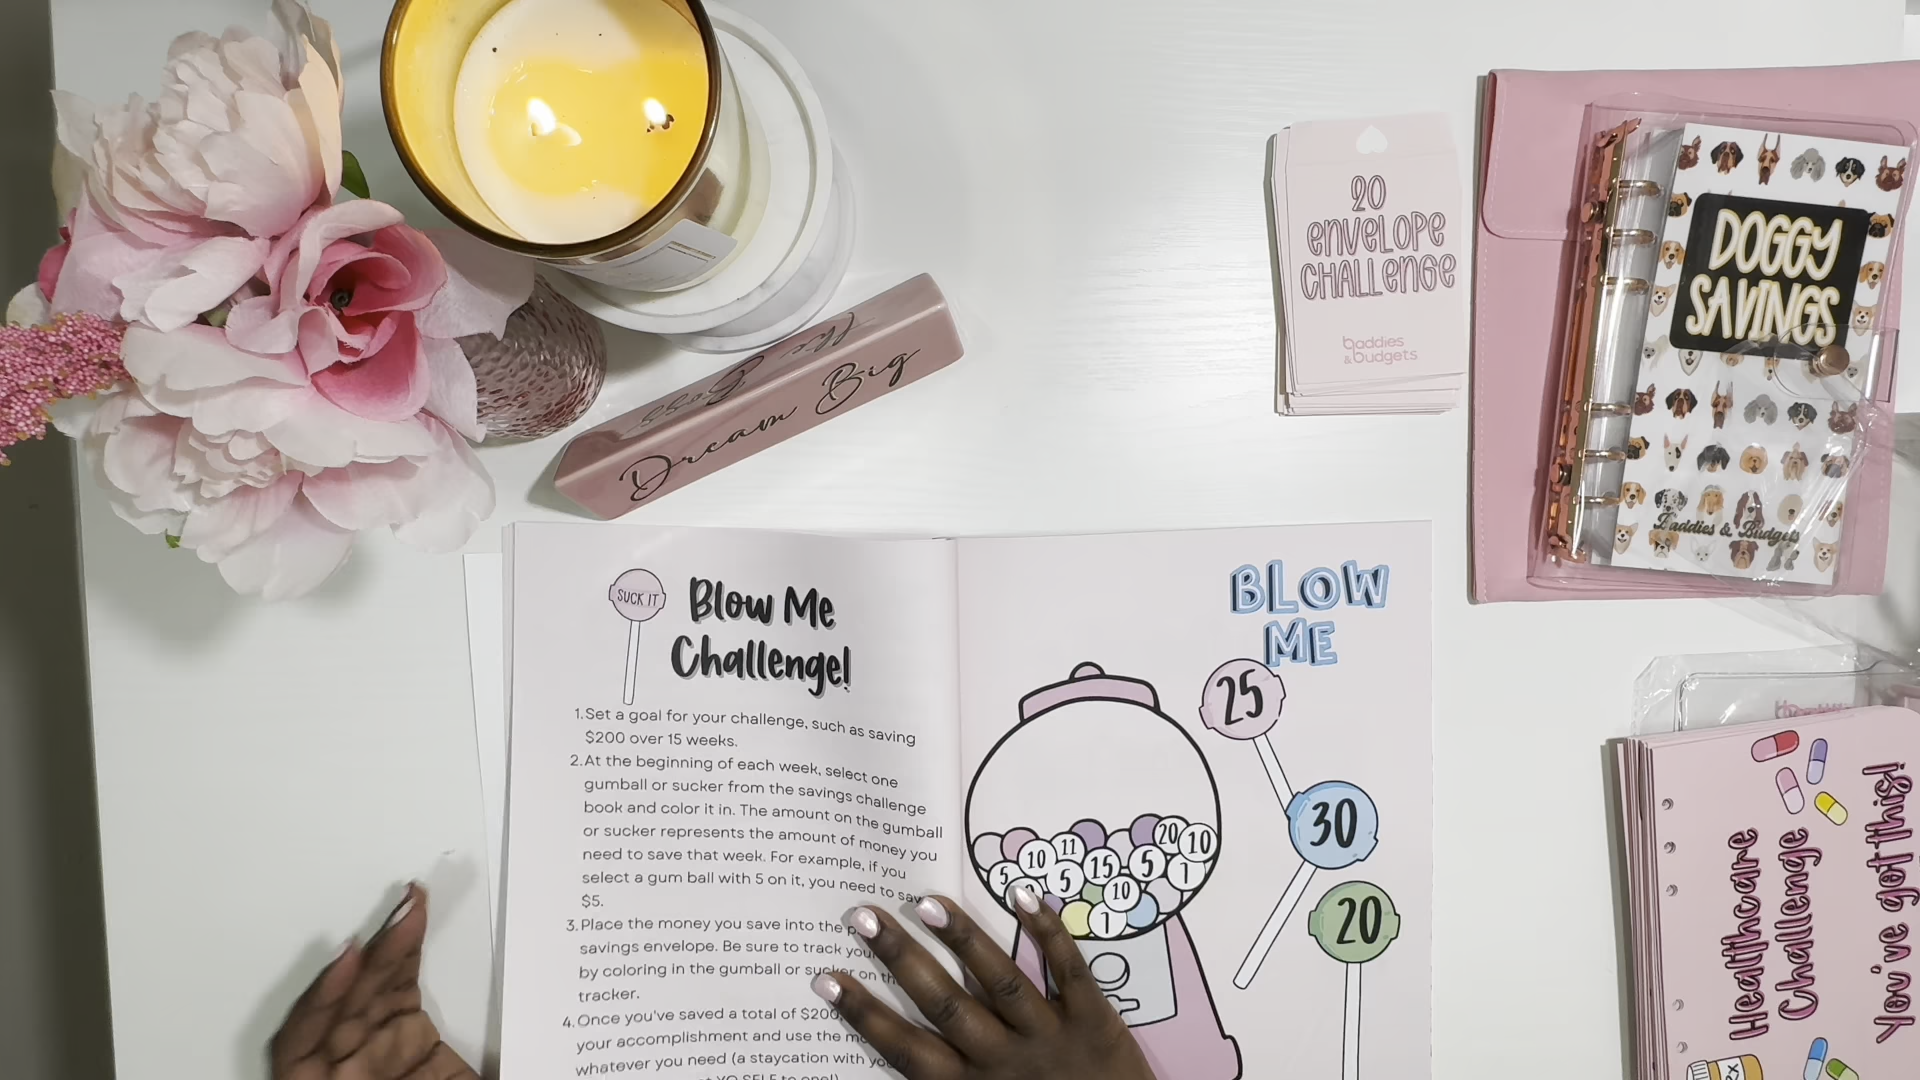 20
envelope
challenge
baddies
&budgets
DOGGY
SAVINGS
Baddies & Budgets
the Boss
Dream Big
SUCK IT
Blow Me
Challenge!
1. Set a goal for your challenge, such as saving
$200 over 15 weeks.
2. At the beginning of each week, select one
gumball or sucker from the savings challenge
book and color it in. The amount on the gumball
or sucker represents the amount of money you
need to save that week. For example, if you
select a gum ball with 5 on it, you need to
$5.
3. Place the money you save into the
savings envelope. Be sure to track
by coloring in the gumball or sucker on
tracker.
4. Once you've saved a total of $200
your accomplishment and use the
whatever you need (a staycation with
YO SELF to one!)
BLOW
ME
25
30
20
20
10
11
10
15
5
5
5
1
10
1
Healthcare
Challenge
You've got this!